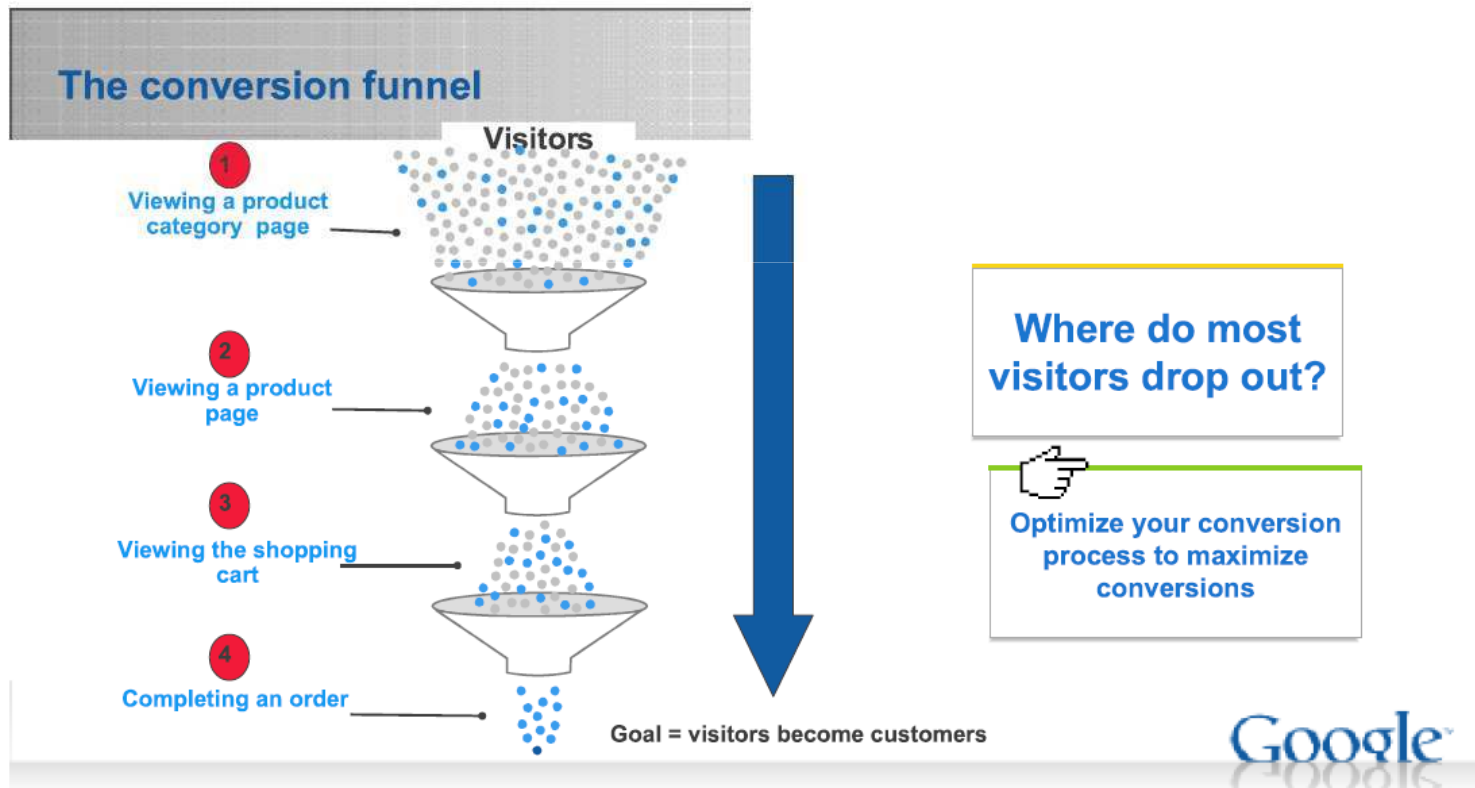 The conversion funnel
Visitors
1
Viewing a product
category page
2
Viewing a product
page
3
Viewing the shopping
cart
4
Completing an order
Goal = visitors become customers
Where do most
visitors drop out?
Optimize your conversion
process to maximize
conversions
Google